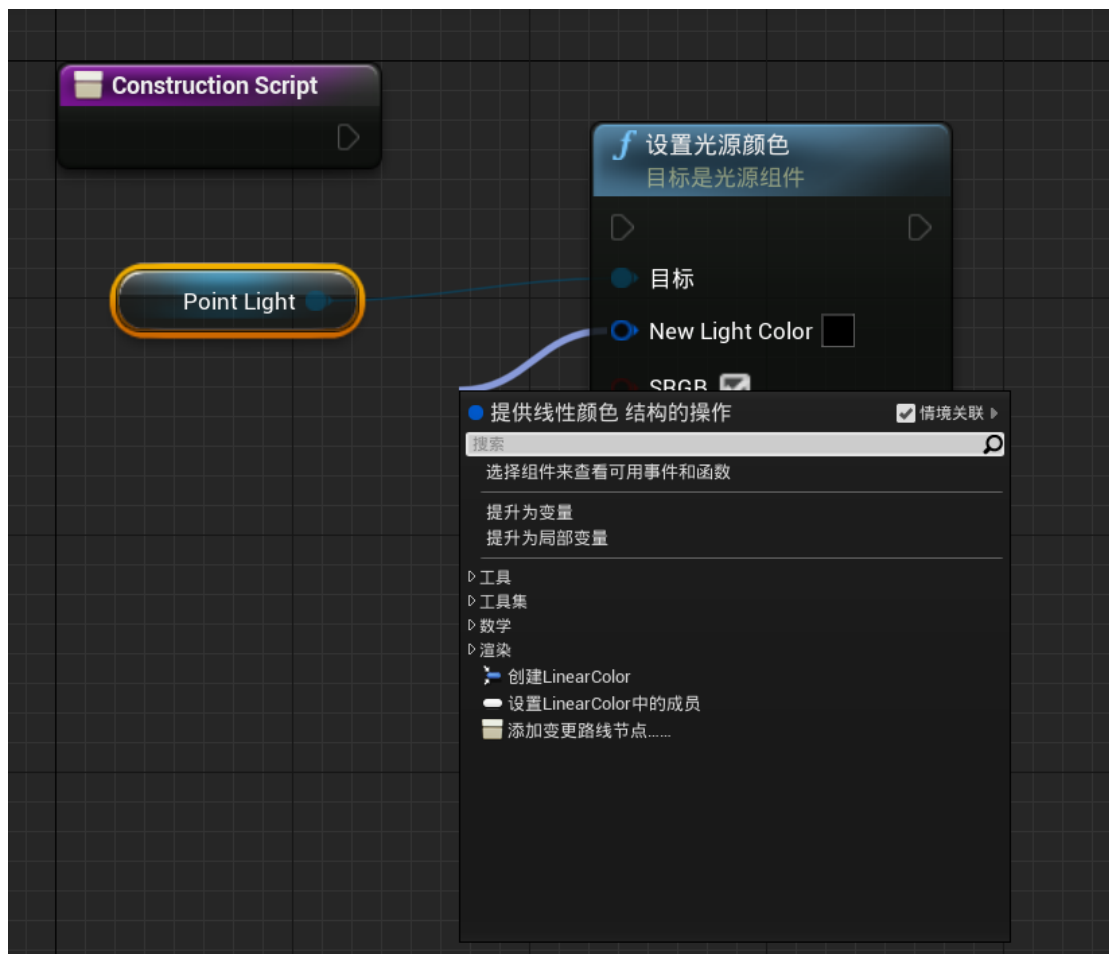 Construction Script
设置光源颜色
目标是光源组件
目标
Point Light
New Light Color
SRGB
提供线性颜色 结构的操作
情境关联
搜索
选择组件来查看可用事件和函数
提升为变量
提升为局部变量
工具
工具集
数学
渲染
创建LinearColor
设置LinearColor中的成员
添加变更路线节点......